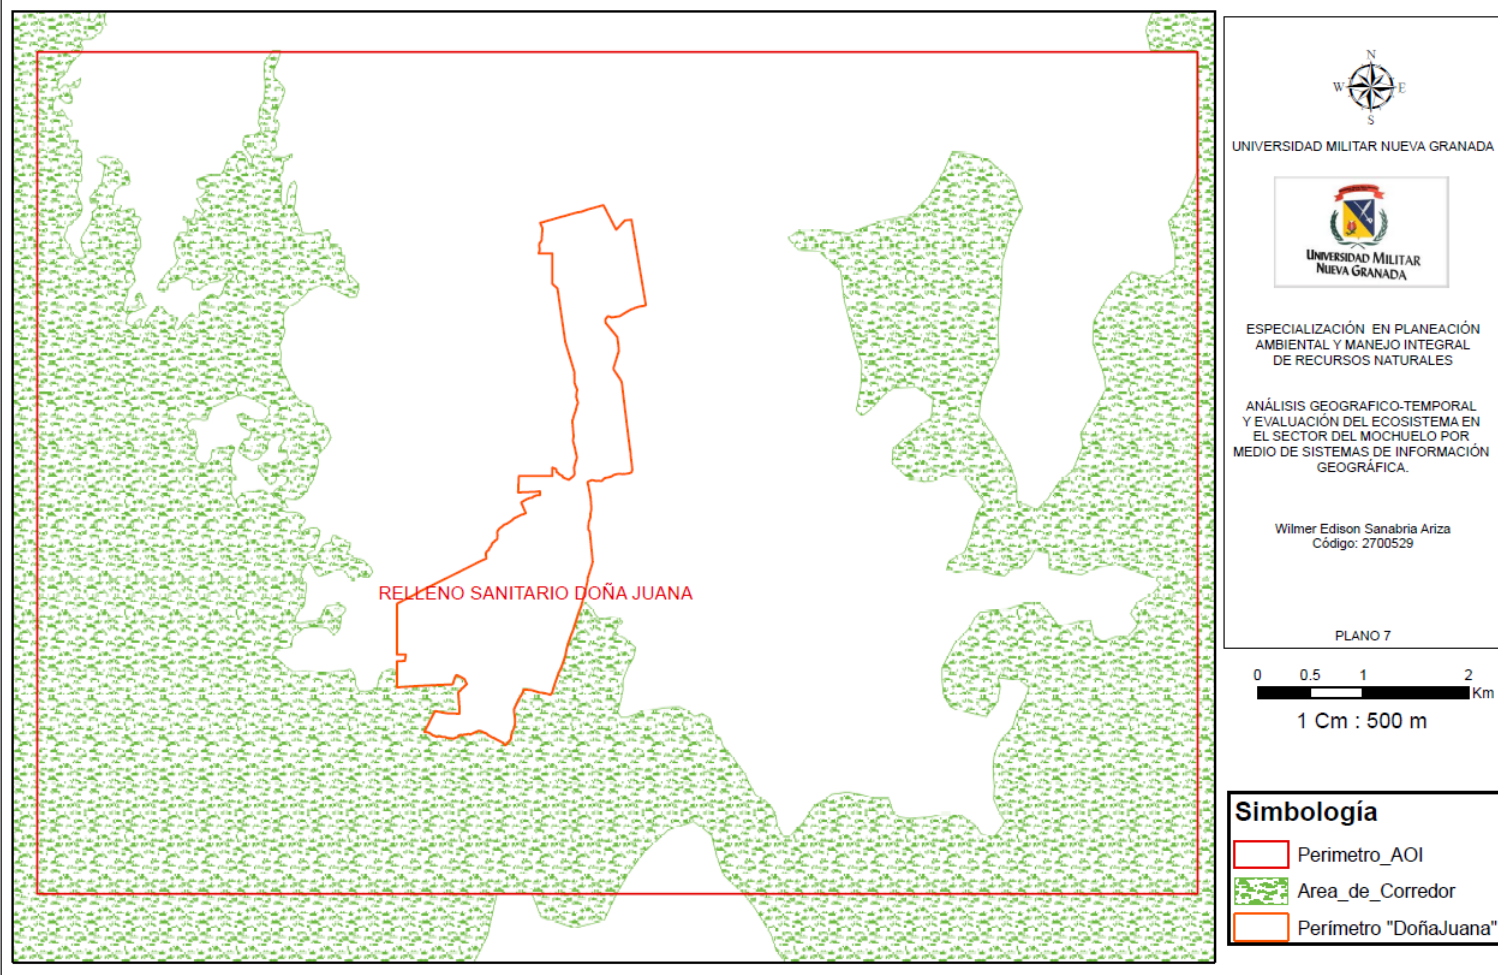 RELLENO SANITARIO DOÑA JUANA
N
W E
S
UNIVERSIDAD MILITAR NUEVA GRANADA
UNIVERSIDAD MILITAR
NUEVA GRANADA
ESPECIALIZACIÓN EN PLANEACIÓN
AMBIENTAL Y MANEJO INTEGRAL
DE RECURSOS NATURALES
ANÁLISIS GEOGRAFICO-TEMPORAL
Y EVALUACIÓN DEL ECOSISTEMA EN
EL SECTOR DEL MOCHUELO POR
MEDIO DE SISTEMAS DE INFORMACIÓN
GEOGRÁFICA.
Wilmer Edison Sanabria Ariza
Código: 2700529
PLANO 7
0 0.5 1 2
Km
1 Cm : 500 m
Simbología
Perimetro_AOI
Area_de_Corredor
Perímetro "DoñaJuana"